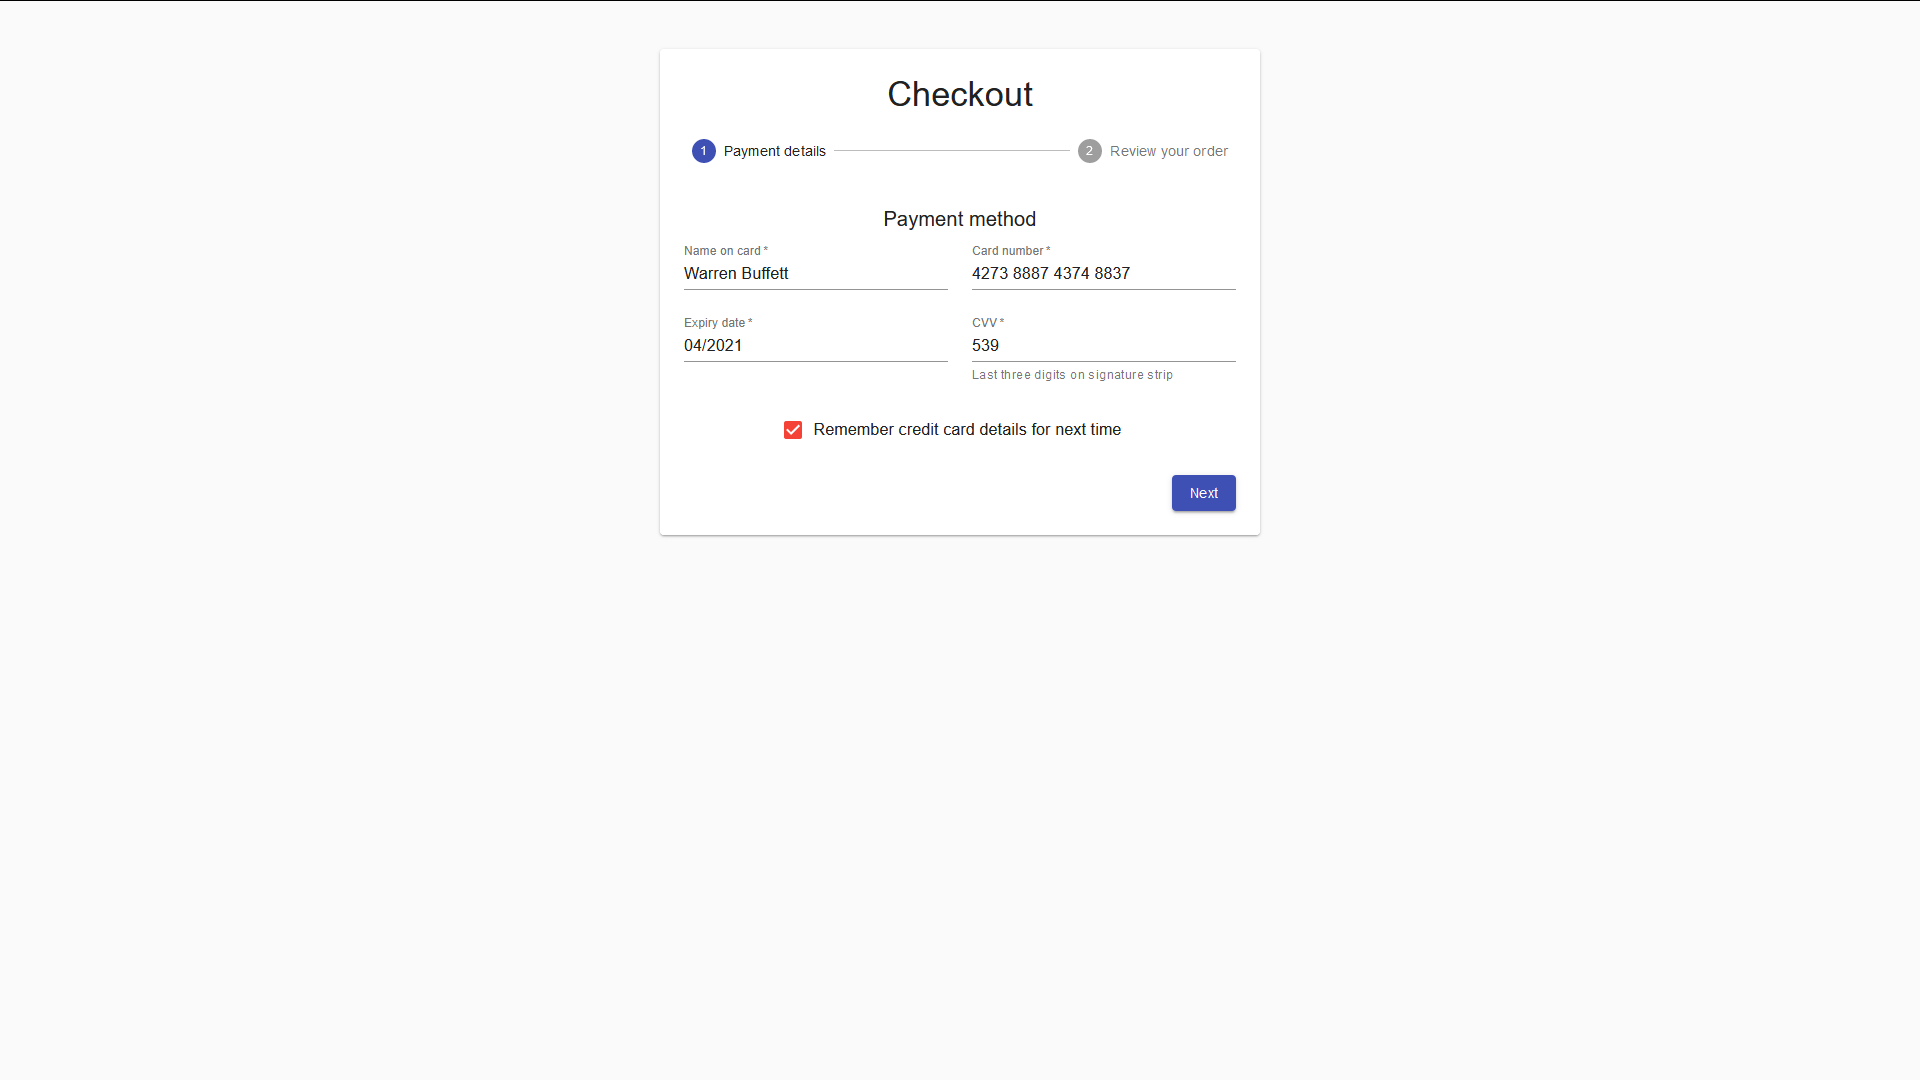 Checkout
1 Payment details 2 Review your order
Payment method
Name on card * Card number *
Warren Buffett 4273 8887 4374 8837
Expiry date * CVV *
04/2021 539
Last three digits on signature strip
Remember credit card details for next time
Next